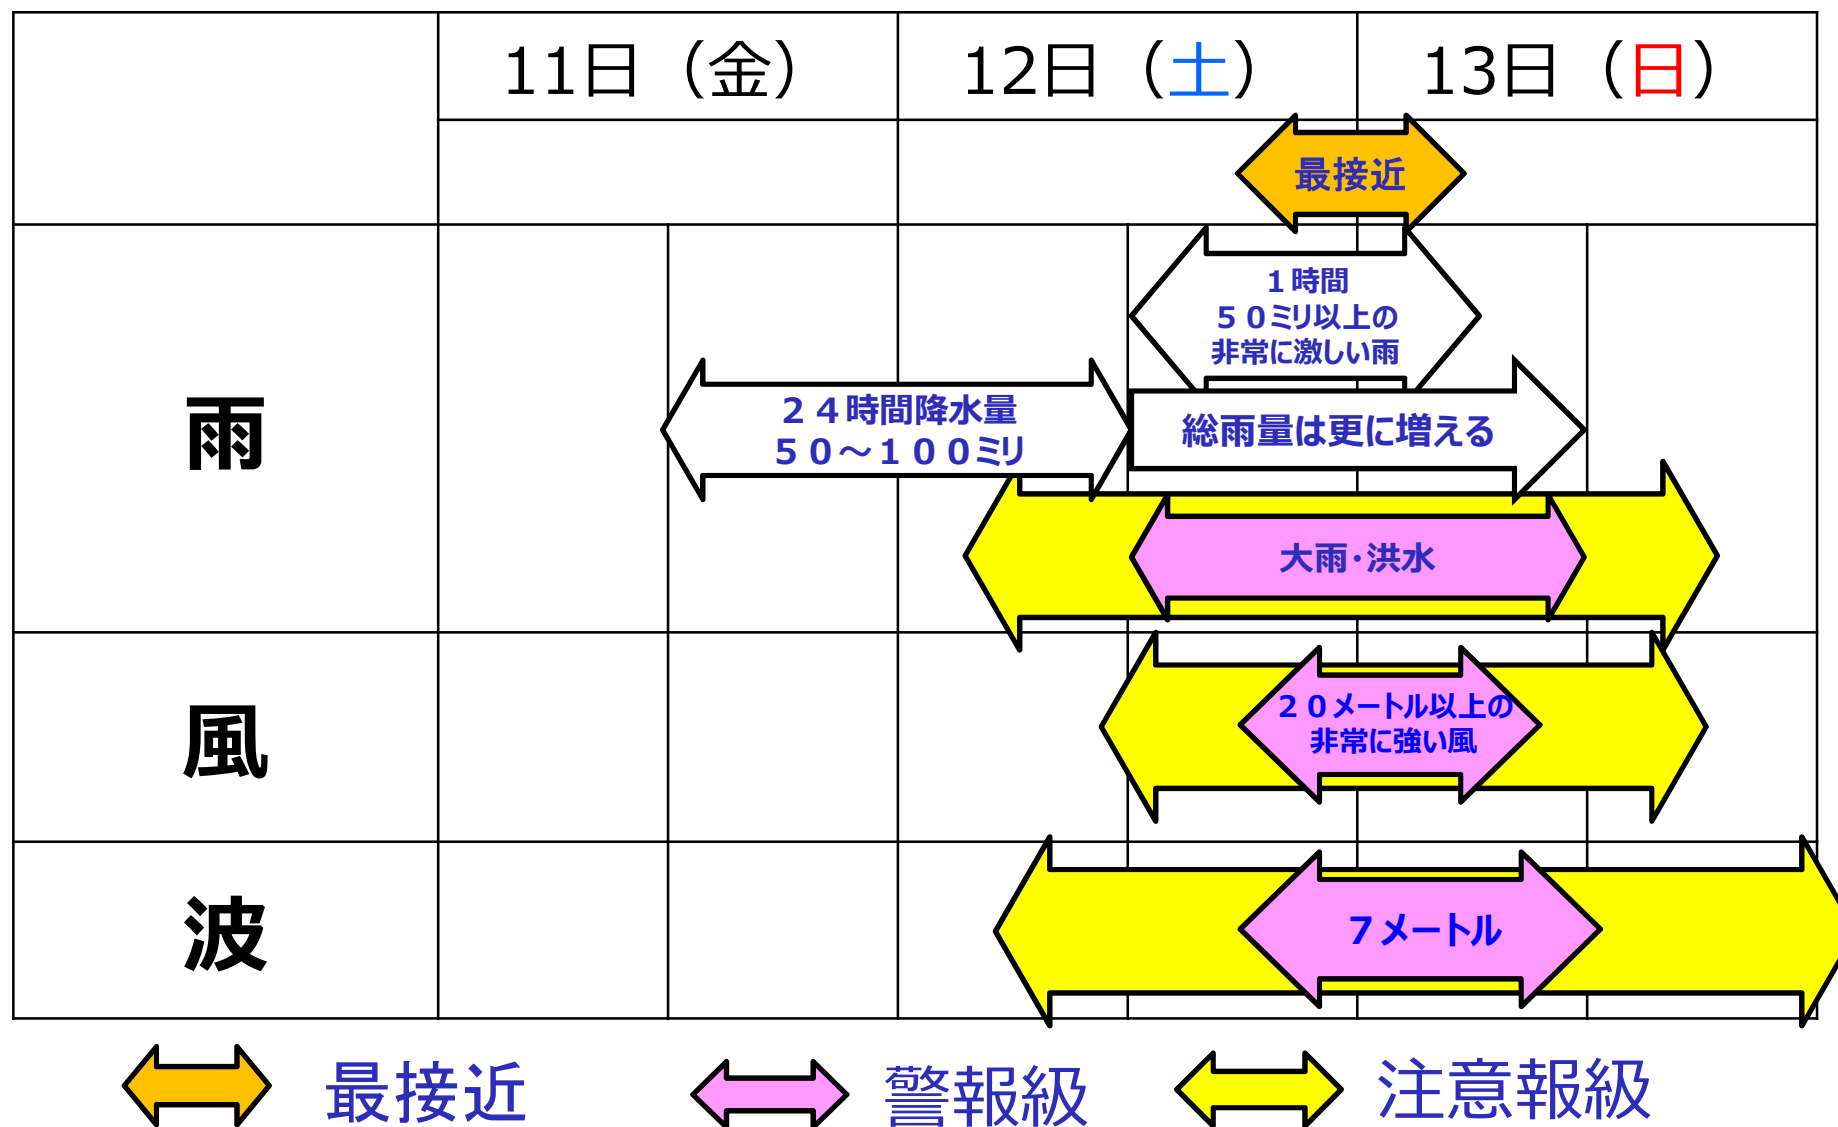 11日（金）
12日（土）
13日（日）
最接近
雨
１時間
５０ミリ以上の
非常に激しい雨
２４時間降水量
５０～１００ミリ
総雨量は更に増える
大雨・洪水
風
２０メートル以上の
非常に強い風
波
７メートル
最接近
警報級
注意報級